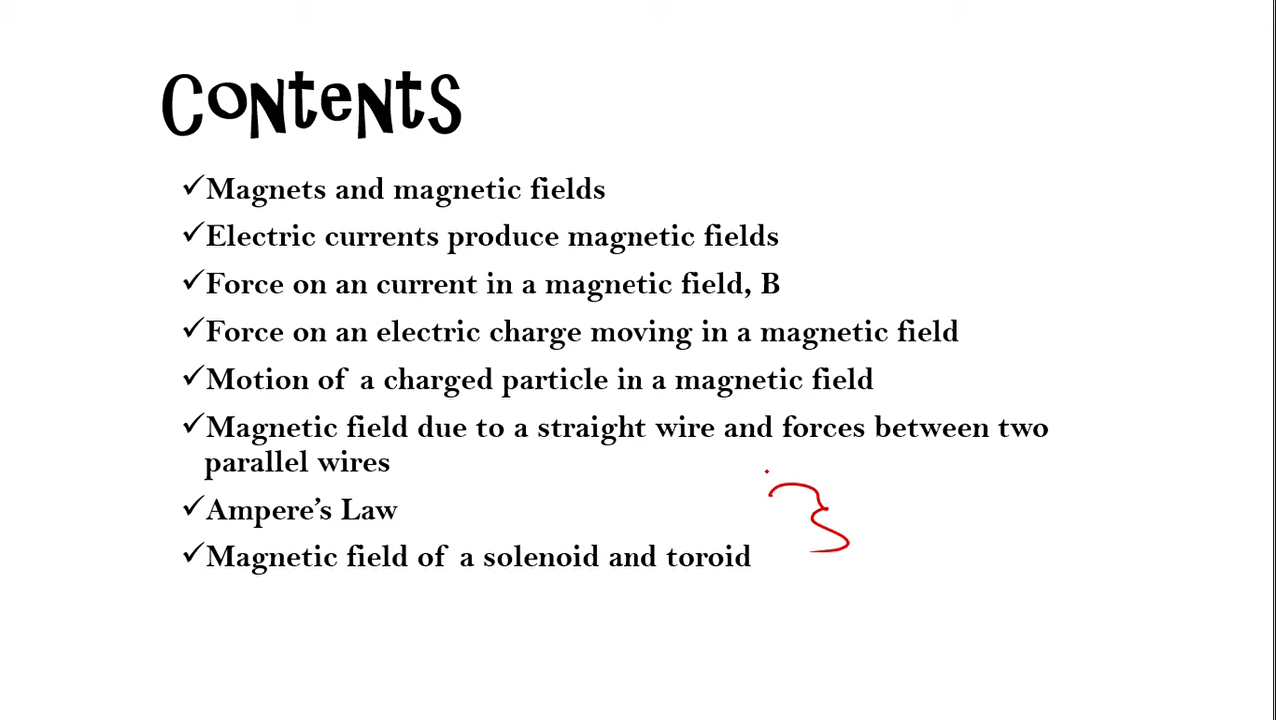 Contents
✓Magnets and magnetic fields
✓Electric currents produce magnetic fields
✓Force on an current in a magnetic field, B
✓Force on an electric charge moving in a magnetic field
✓Motion of a charged particle in a magnetic field
✓Magnetic field due to a straight wire and forces between two
parallel wires
✓Ampere’s Law
✓Magnetic field of a solenoid and toroid